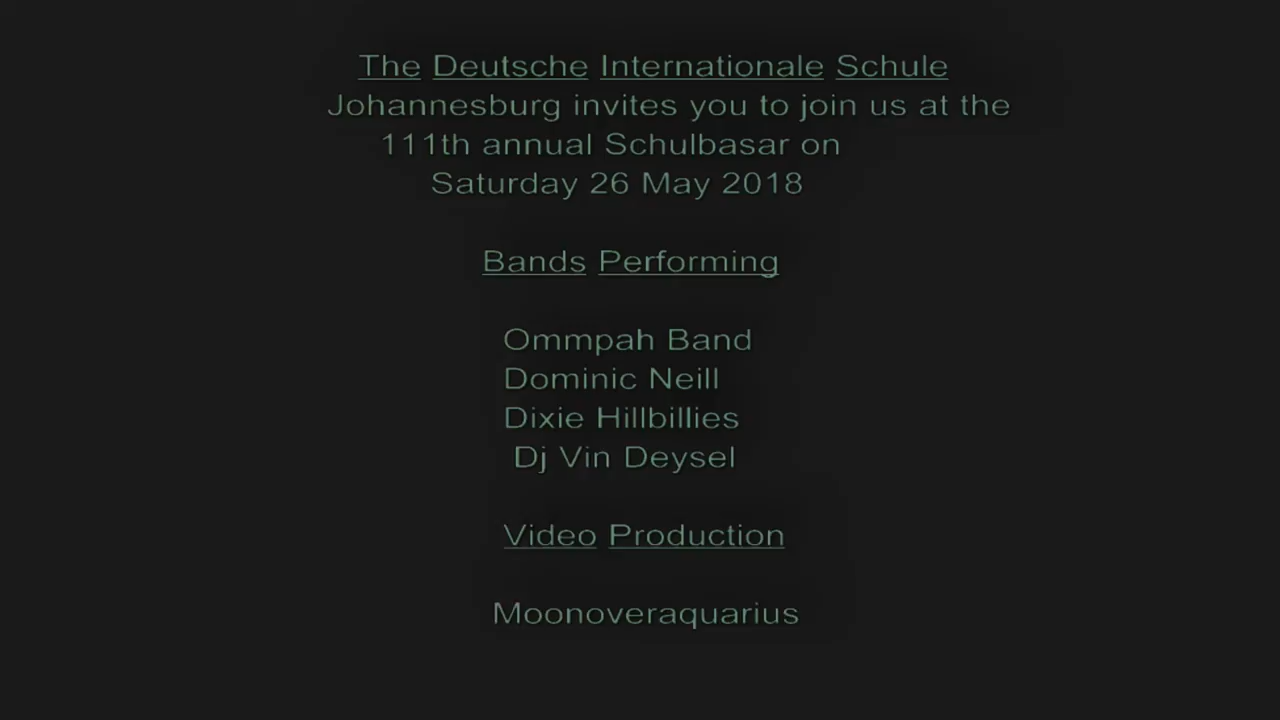 The Deutsche Internationale Schule
Johannesburg invites you to join us at the
111th annual Schulbasar on
Saturday 26 May 2018
Bands Performing
Ommpah Band
Dominic Neill
Dixie Hillbillies
Dj Vin Deysel
Video Production
Moonoveraquarius